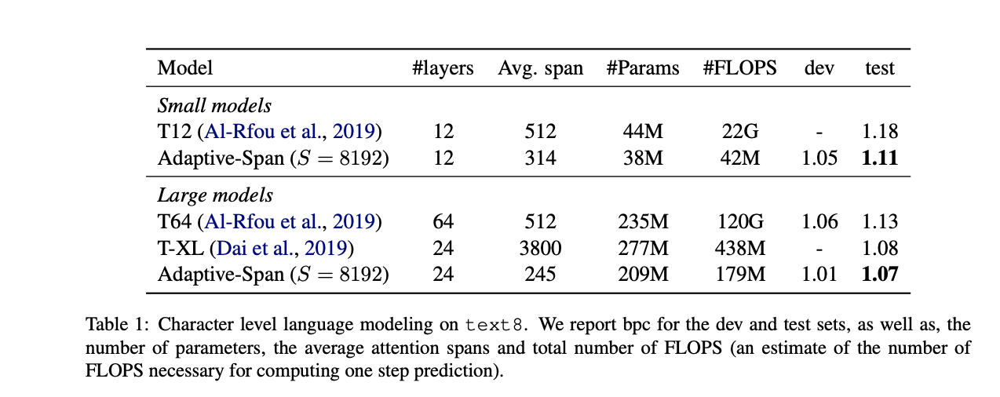 Model #layers Avg. span #Params #FLOPS dev test
Small models
T12 (Al-Rfou et al., 2019) 12 512 44M 22G - 1.18
Adaptive-Span (S = 8192) 12 314 38M 42M 1.05 1.11
Large models
T64 (Al-Rfou et al., 2019) 64 512 235M 120G 1.06 1.13
T-XL (Dai et al., 2019) 24 3800 277M 438M - 1.08
Adaptive-Span (S = 8192) 24 245 209M 179M 1.01 1.07
Table 1: Character level language modeling on text8. We report bpc for the dev and test sets, as well as, the
number of parameters, the average attention spans and total number of FLOPS (an estimate of the number of
FLOPS necessary for computing one step prediction).